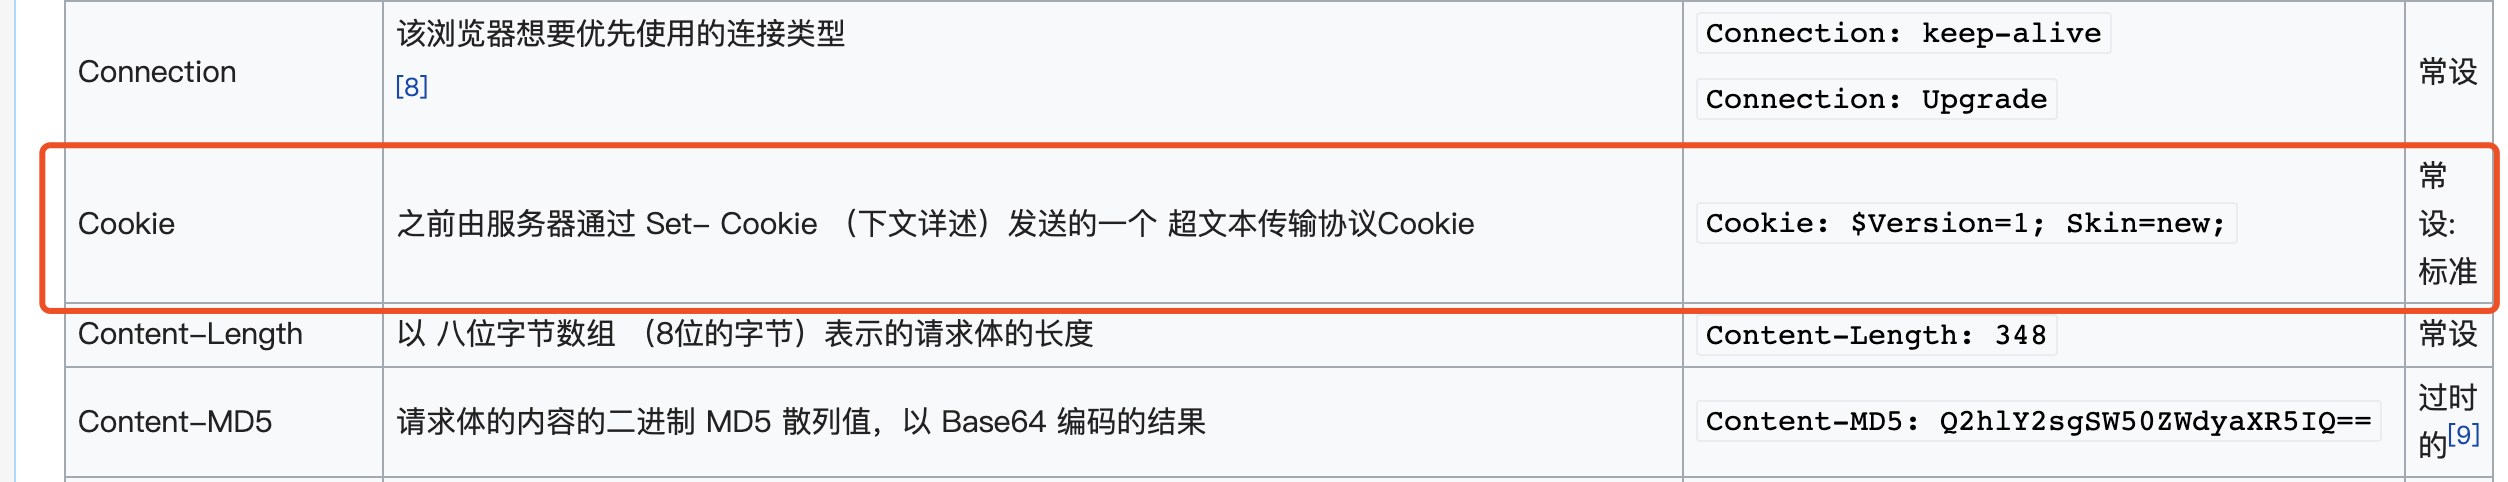 Connection
该浏览器想要优先使用的连接类型
[8]
Connection: keep-alive
Connection: Upgrade
常设
Cookie
之前由服务器通过 Set- Cookie （下文详述）发送的一个 超文本传输协议Cookie
Cookie: $Version=1; Skin=new;
常
设:
标准
Content-Length
以 八位字节数组 （8位的字节）表示的请求体的长度
Content-Length: 348
常设
Content-MD5
请求体的内容的二进制 MD5 散列值，以 Base64 编码的结果
Content-MD5: Q2hlY2sgSW50ZWdyaXR5IQ==
过时
的[9]